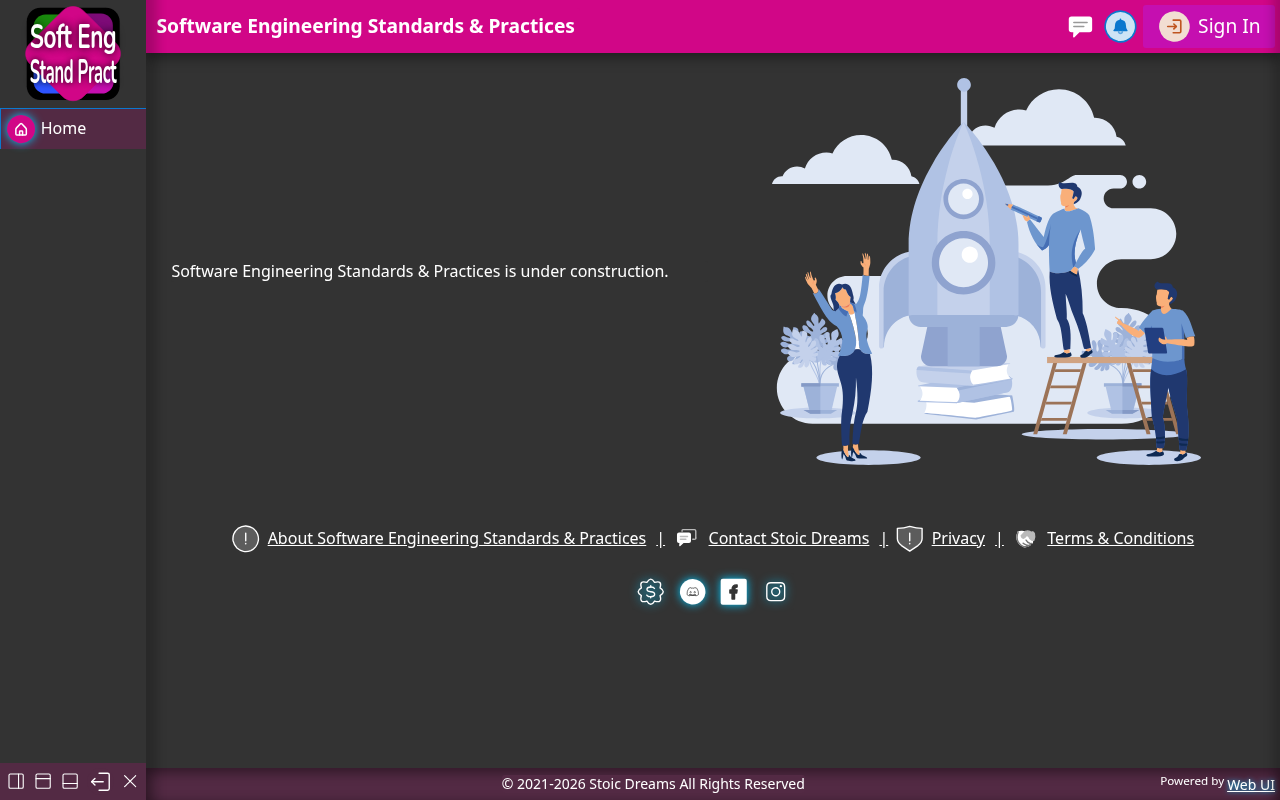 Soft Eng
Stand Pract
Software Engineering Standards & Practices
Sign In
Home
Software Engineering Standards & Practices is under construction.
About Software Engineering Standards & Practices | Contact Stoic Dreams | Privacy | Terms & Conditions
© 2021-2026 Stoic Dreams All Rights Reserved
Powered by Web UI